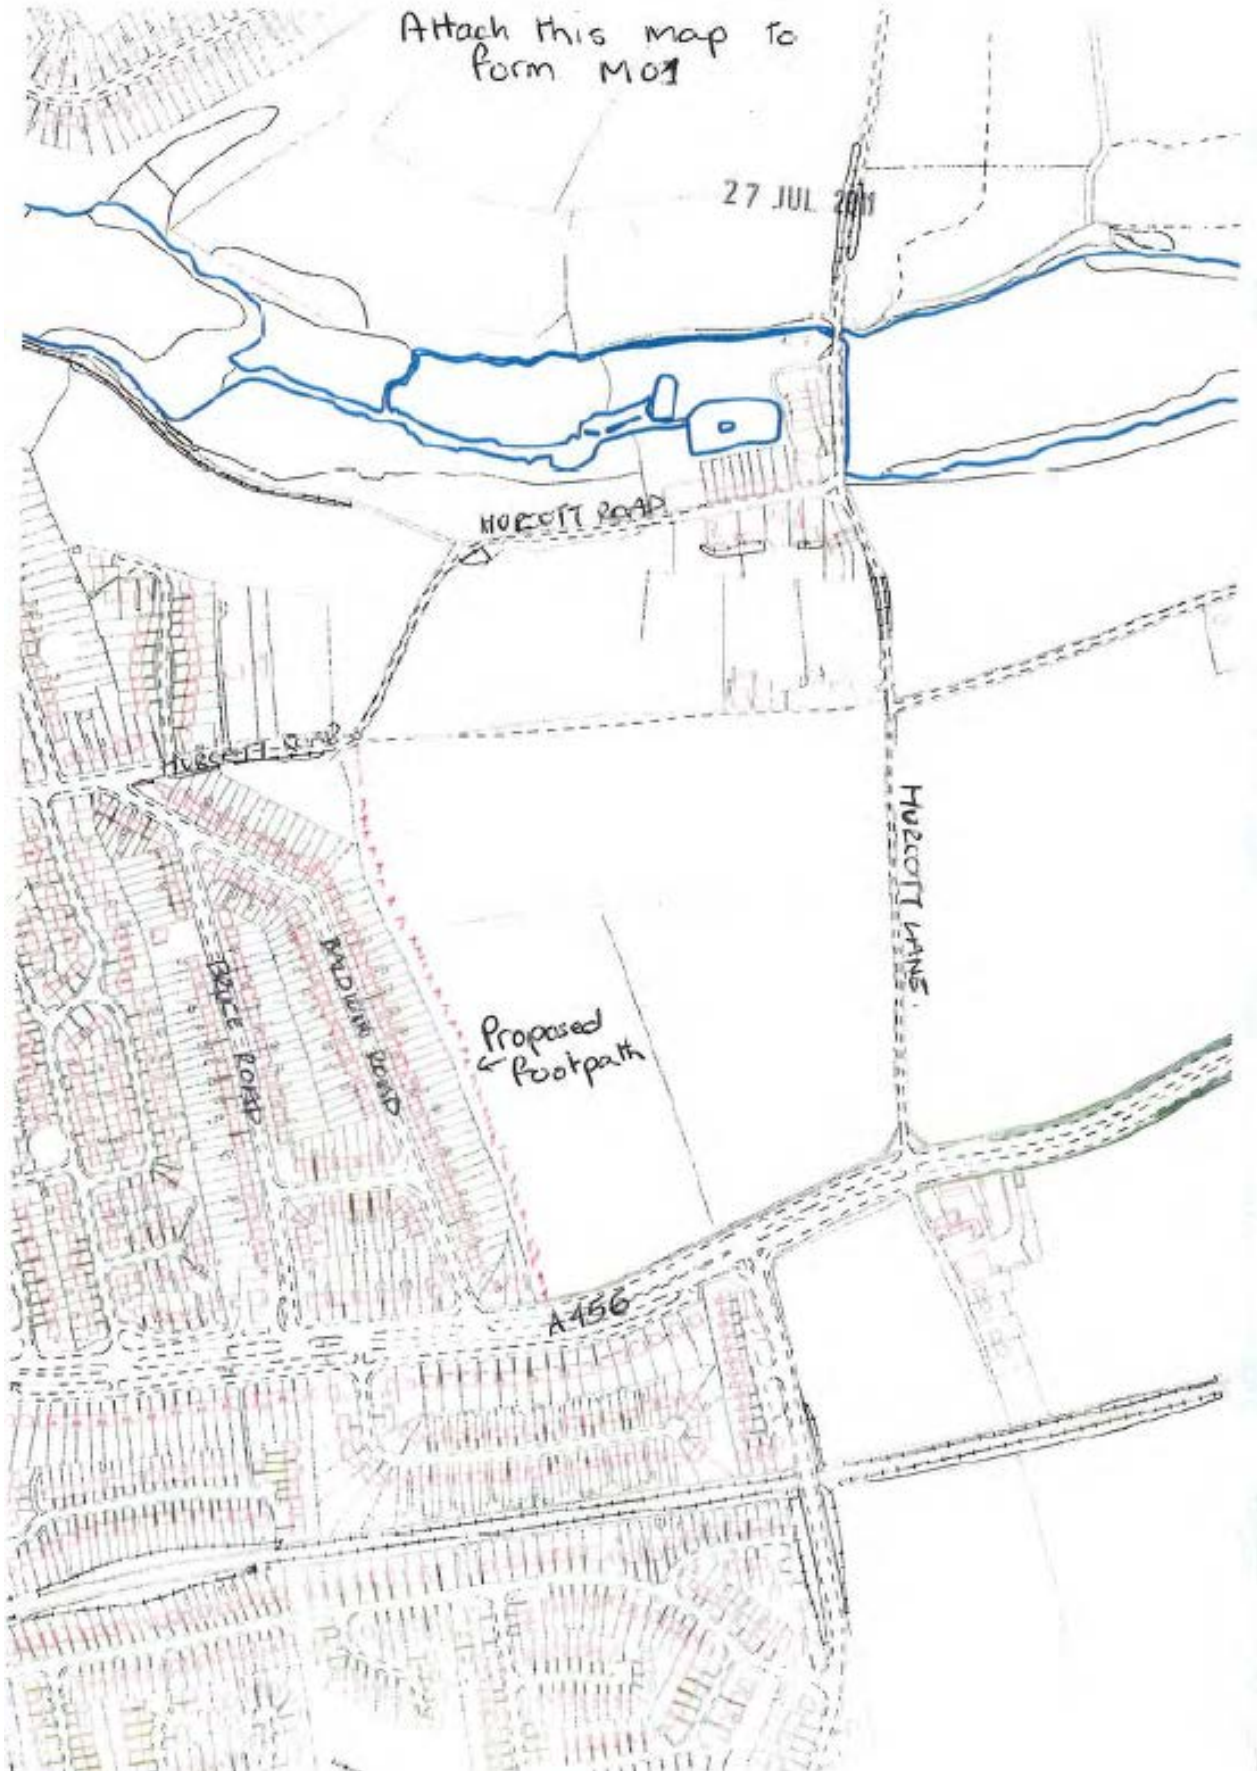 Attach this map to
form M01
27 JUL 2011
HURCOTT ROAD
HURCOTT ROAD
HURCOTT LANE.
BRUCE ROAD
BALDWIN ROAD
Proposed
← footpath
A456